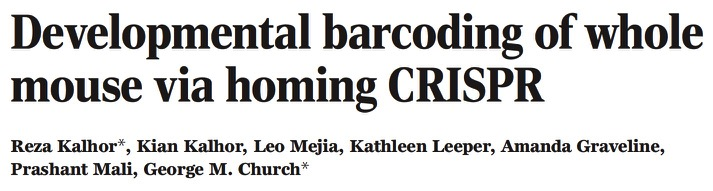 Developmental barcoding of whole
mouse via homing CRISPR
Reza Kalhor*, Kian Kalhor, Leo Mejia, Kathleen Leeper, Amanda Graveline,
Prashant Mali, George M. Church*